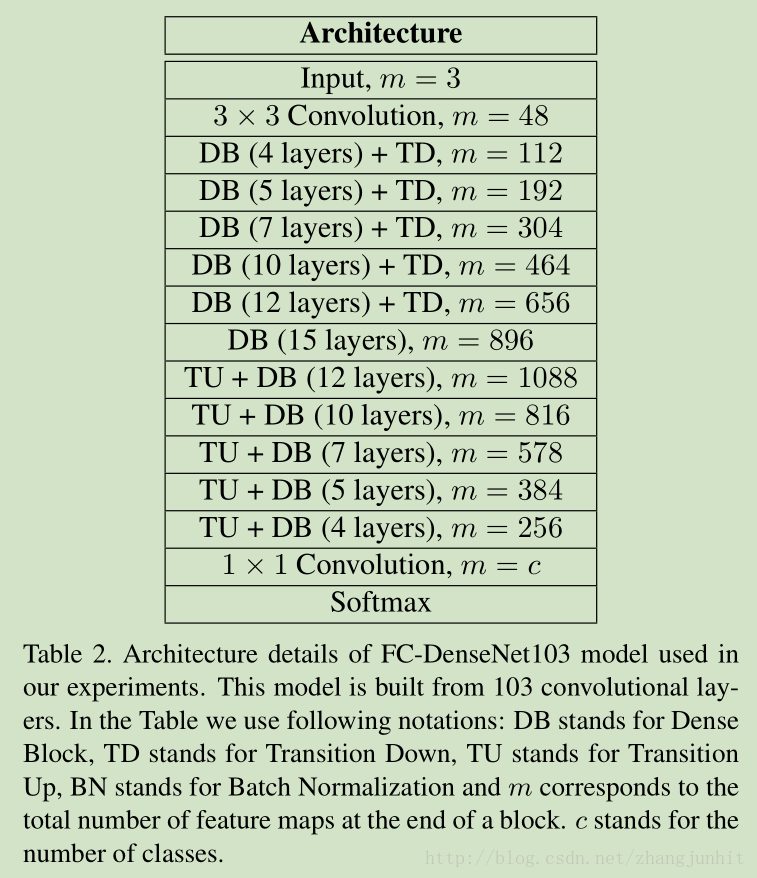 Architecture
Input, m = 3
3 × 3 Convolution, m = 48
DB (4 layers) + TD, m = 112
DB (5 layers) + TD, m = 192
DB (7 layers) + TD, m = 304
DB (10 layers) + TD, m = 464
DB (12 layers) + TD, m = 656
DB (15 layers), m = 896
TU + DB (12 layers), m = 1088
TU + DB (10 layers), m = 816
TU + DB (7 layers), m = 578
TU + DB (5 layers), m = 384
TU + DB (4 layers), m = 256
1 × 1 Convolution, m = c
Softmax
Table 2. Architecture details of FC-DenseNet103 model used in
our experiments. This model is built from 103 convolutional lay-
ers. In the Table we use following notations: DB stands for Dense
Block, TD stands for Transition Down, TU stands for Transition
Up, BN stands for Batch Normalization and m corresponds to the
total number of feature maps at the end of a block. c stands for the
number of classes.
http://blog.csdn.net/zhangjunhit